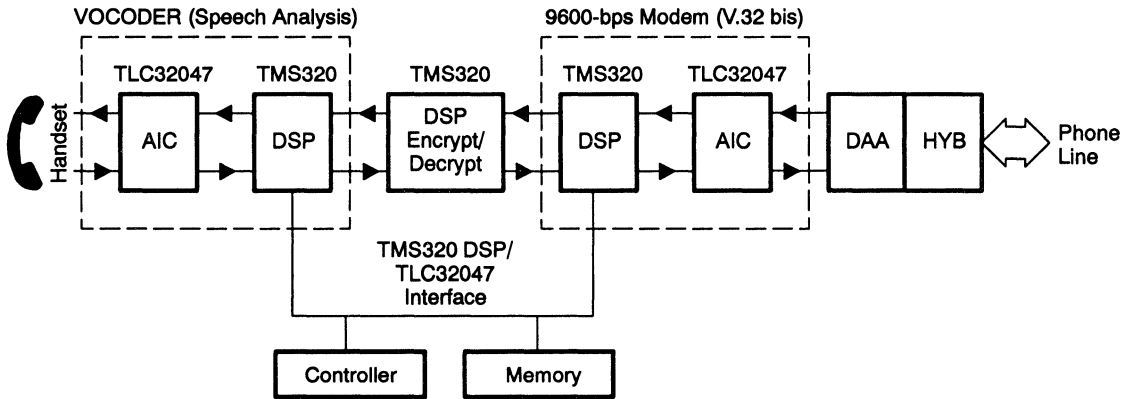 VOCODER (Speech Analysis)
9600-bps Modem (V.32 bis)
TLC32047
TMS320
TMS320
TMS320
TLC32047
Handset
AIC
DSP
DSP
Encrypt/
Decrypt
DSP
AIC
DAA
HYB
Phone
Line
TMS320 DSP/
TLC32047
Interface
Controller
Memory